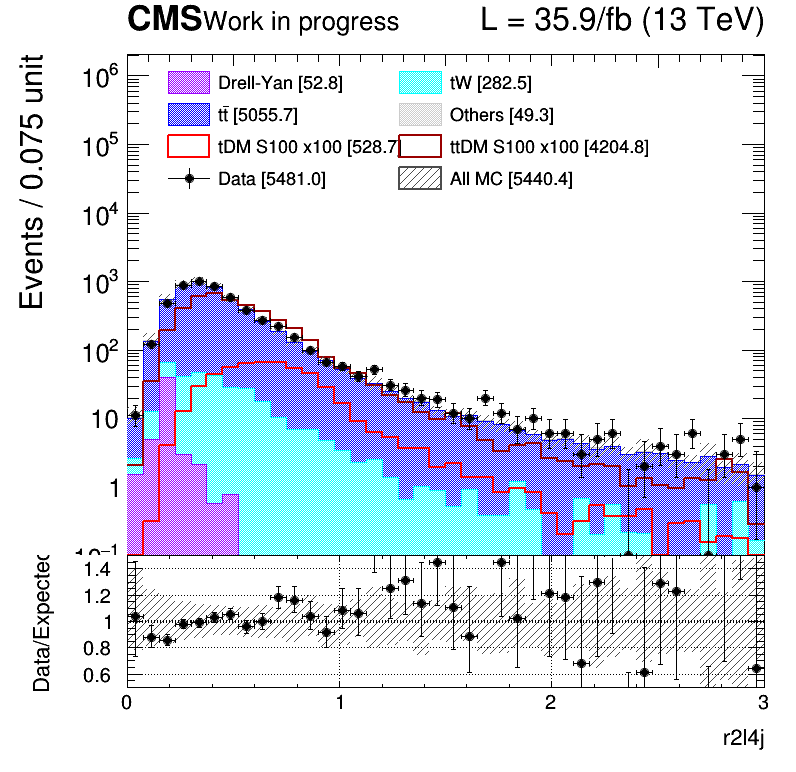 CMS Work in progress L = 35.9/fb (13 TeV)
Events / 0.075 unit
10⁶
10⁵
10⁴
10³
10²
10
1
10⁻¹
Drell-Yan [52.8] tW [282.5]
tt̄ [5055.7] Others [49.3]
tDM S100 x100 [528.7] ttDM S100 x100 [4204.8]
Data [5481.0] All MC [5440.4]
Data/Expected
1.4
1.2
1
0.8
0.6
0 1 2 3
r2l4j